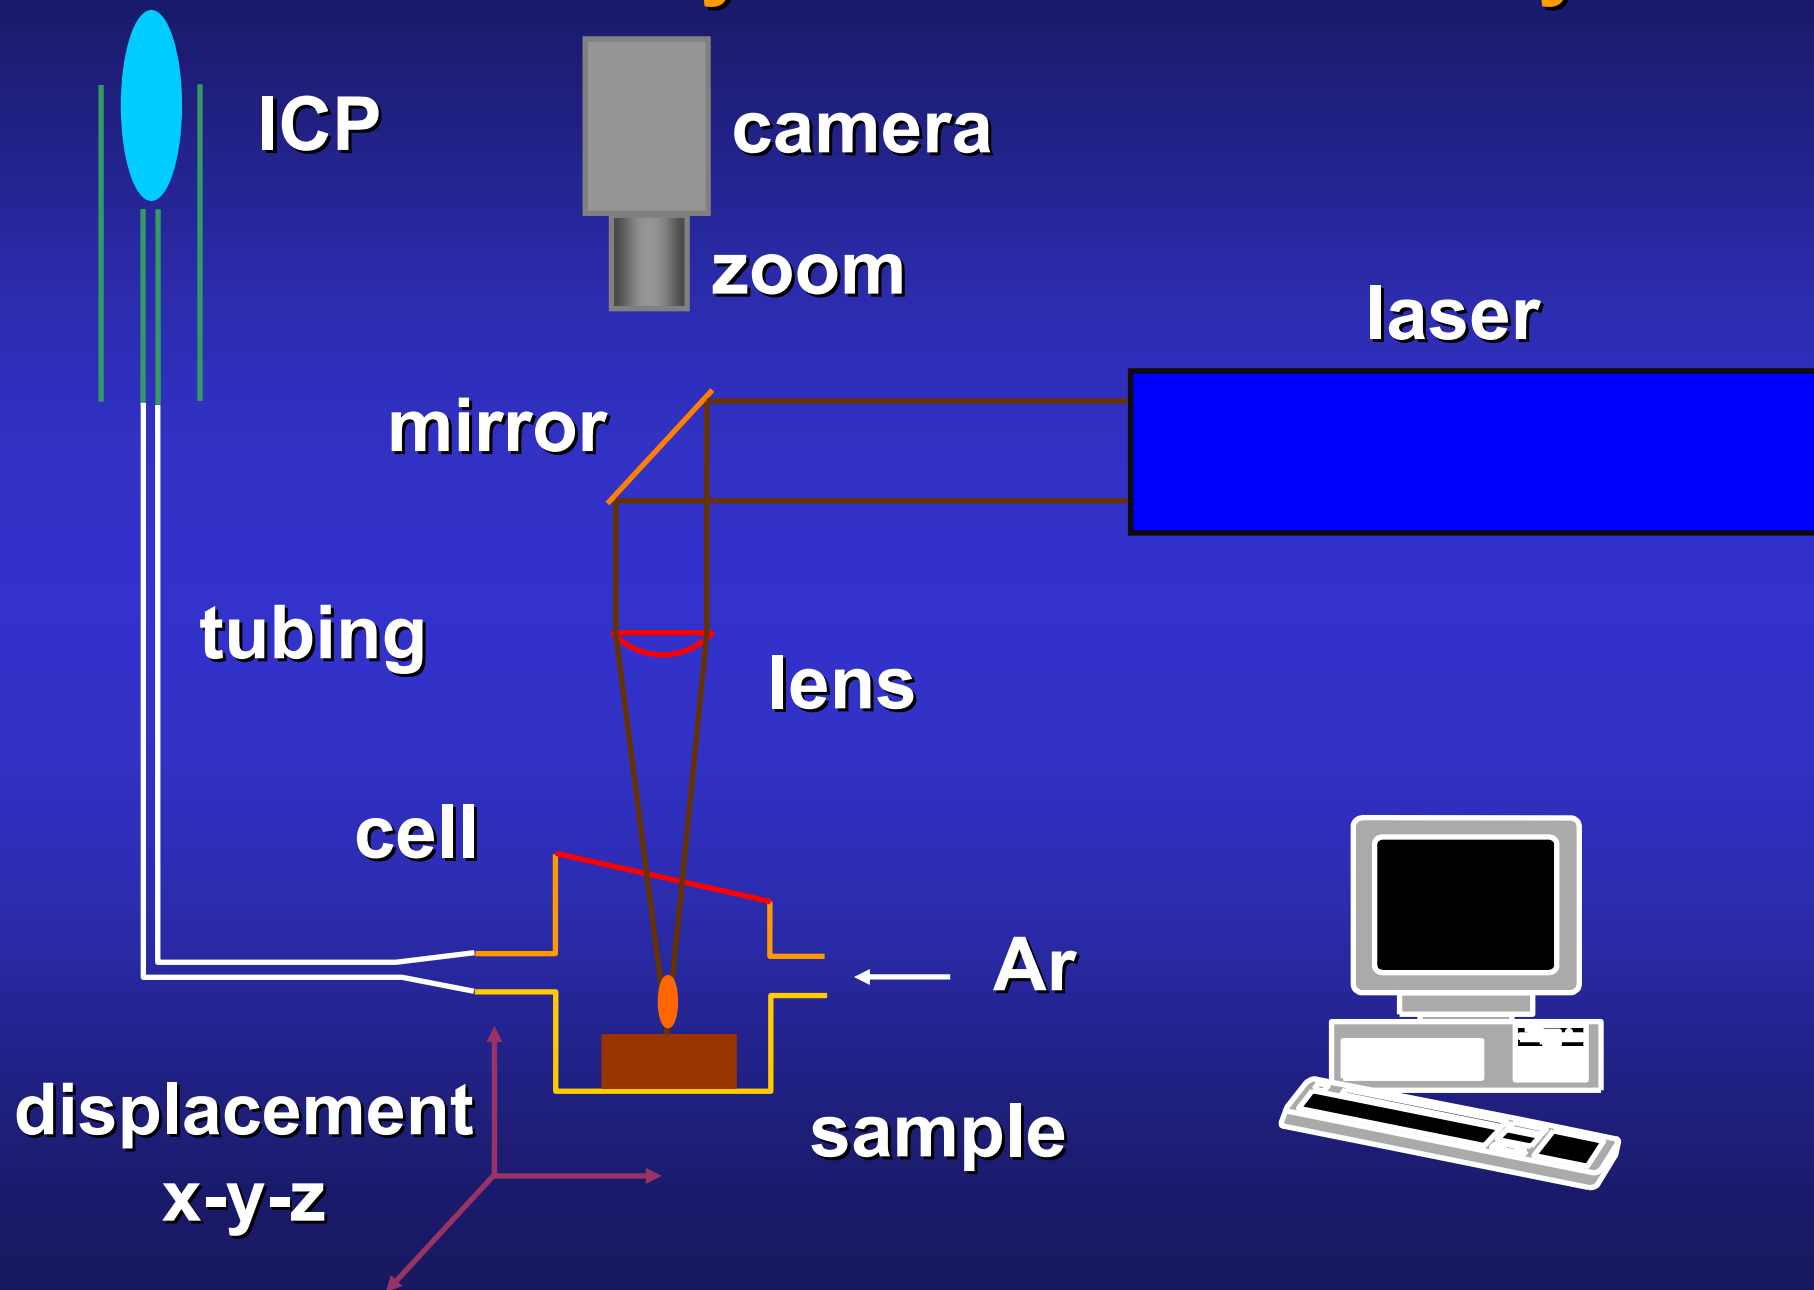 ICP
camera
zoom
laser
mirror
tubing
lens
cell
Ar
displacement
x-y-z
sample